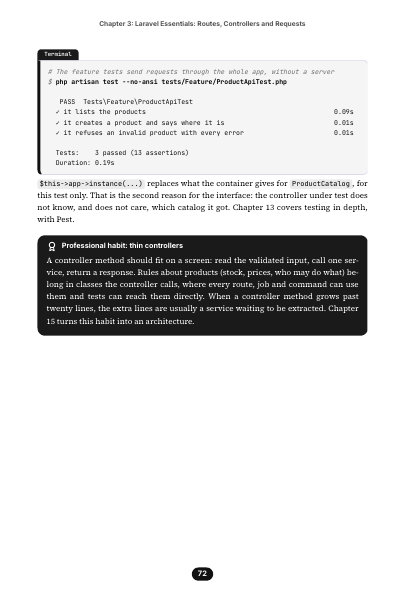 Chapter 3: Laravel Essentials: Routes, Controllers and Requests
Terminal
# The feature tests send requests through the whole app, without a server
$ php artisan test --no-ansi tests/Feature/ProductApiTest.php
PASS  Tests\Feature\ProductApiTest
✓ it lists the products 0.09s
✓ it creates a product and says where it is 0.01s
✓ it refuses an invalid product with every error 0.01s
Tests:    3 passed (13 assertions)
Duration: 0.19s
$this->app->instance(...) replaces what the container gives for ProductCatalog, for
this test only. That is the second reason for the interface: the controller under test does
not know, and does not care, which catalog it got. Chapter 13 covers testing in depth,
with Pest.
Professional habit: thin controllers
A controller method should fit on a screen: read the validated input, call one ser-
vice, return a response. Rules about products (stock, prices, who may do what) be-
long in classes the controller calls, where every route, job and command can use
them and tests can reach them directly. When a controller method grows past
twenty lines, the extra lines are usually a service waiting to be extracted. Chapter
15 turns this habit into an architecture.
72